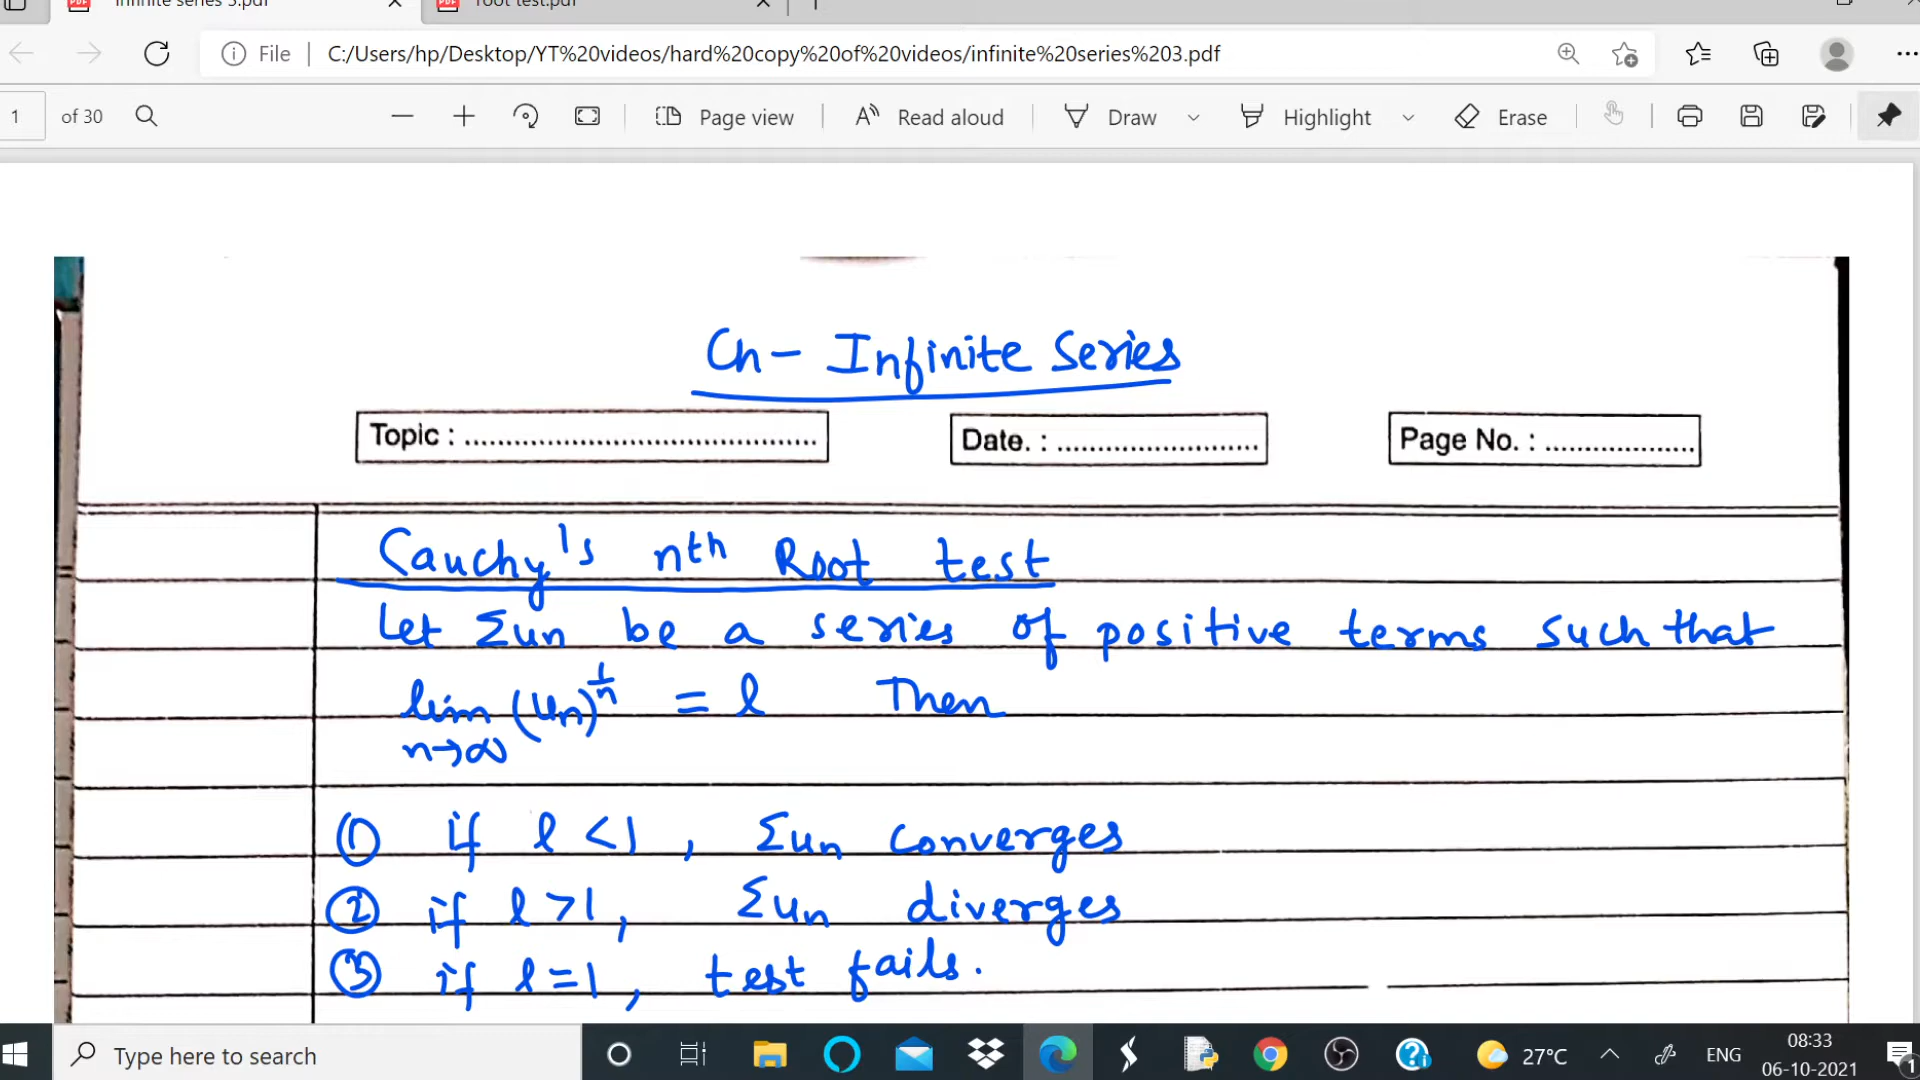 infinite series 3.pdf
root test.pdf
File
C:/Users/hp/Desktop/YT%20videos/hard%20copy%20of%20videos/infinite%20series%203.pdf
1 of 30
Page view
Read aloud
Draw
Highlight
Erase
Ch - Infinite Series
Topic : ............................................
Date. : .........................
Page No. : ...................
Cauchy's nth Root test
Let Σun be a series of positive terms such that
lim (un)^1/n = l Then
n→∞
① if l < 1 , Σun converges
② if l > 1, Σun diverges
③ if l = 1, test fails.
Type here to search
27°C
ENG
08:33
06-10-2021
1